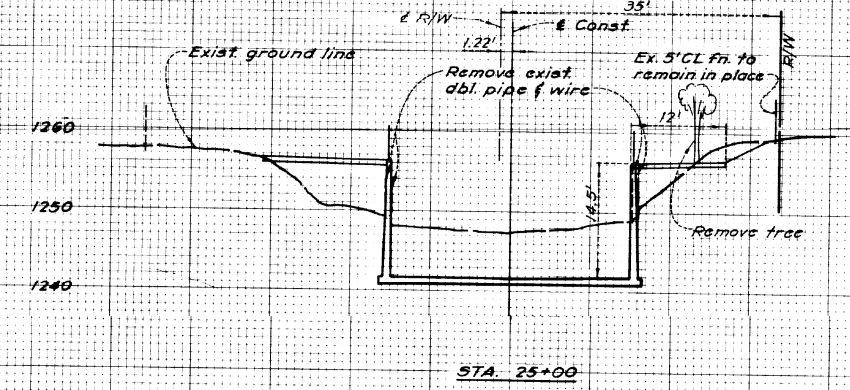 35'
℄ R/W
℄ Const.
1.22'
Exist. ground line
Remove exist.
dbl. pipe & wire
Ex. 5' CL fn. to
remain in place
R/W
12'
1260
1250
1240
14.5'
Remove tree
STA. 25+00